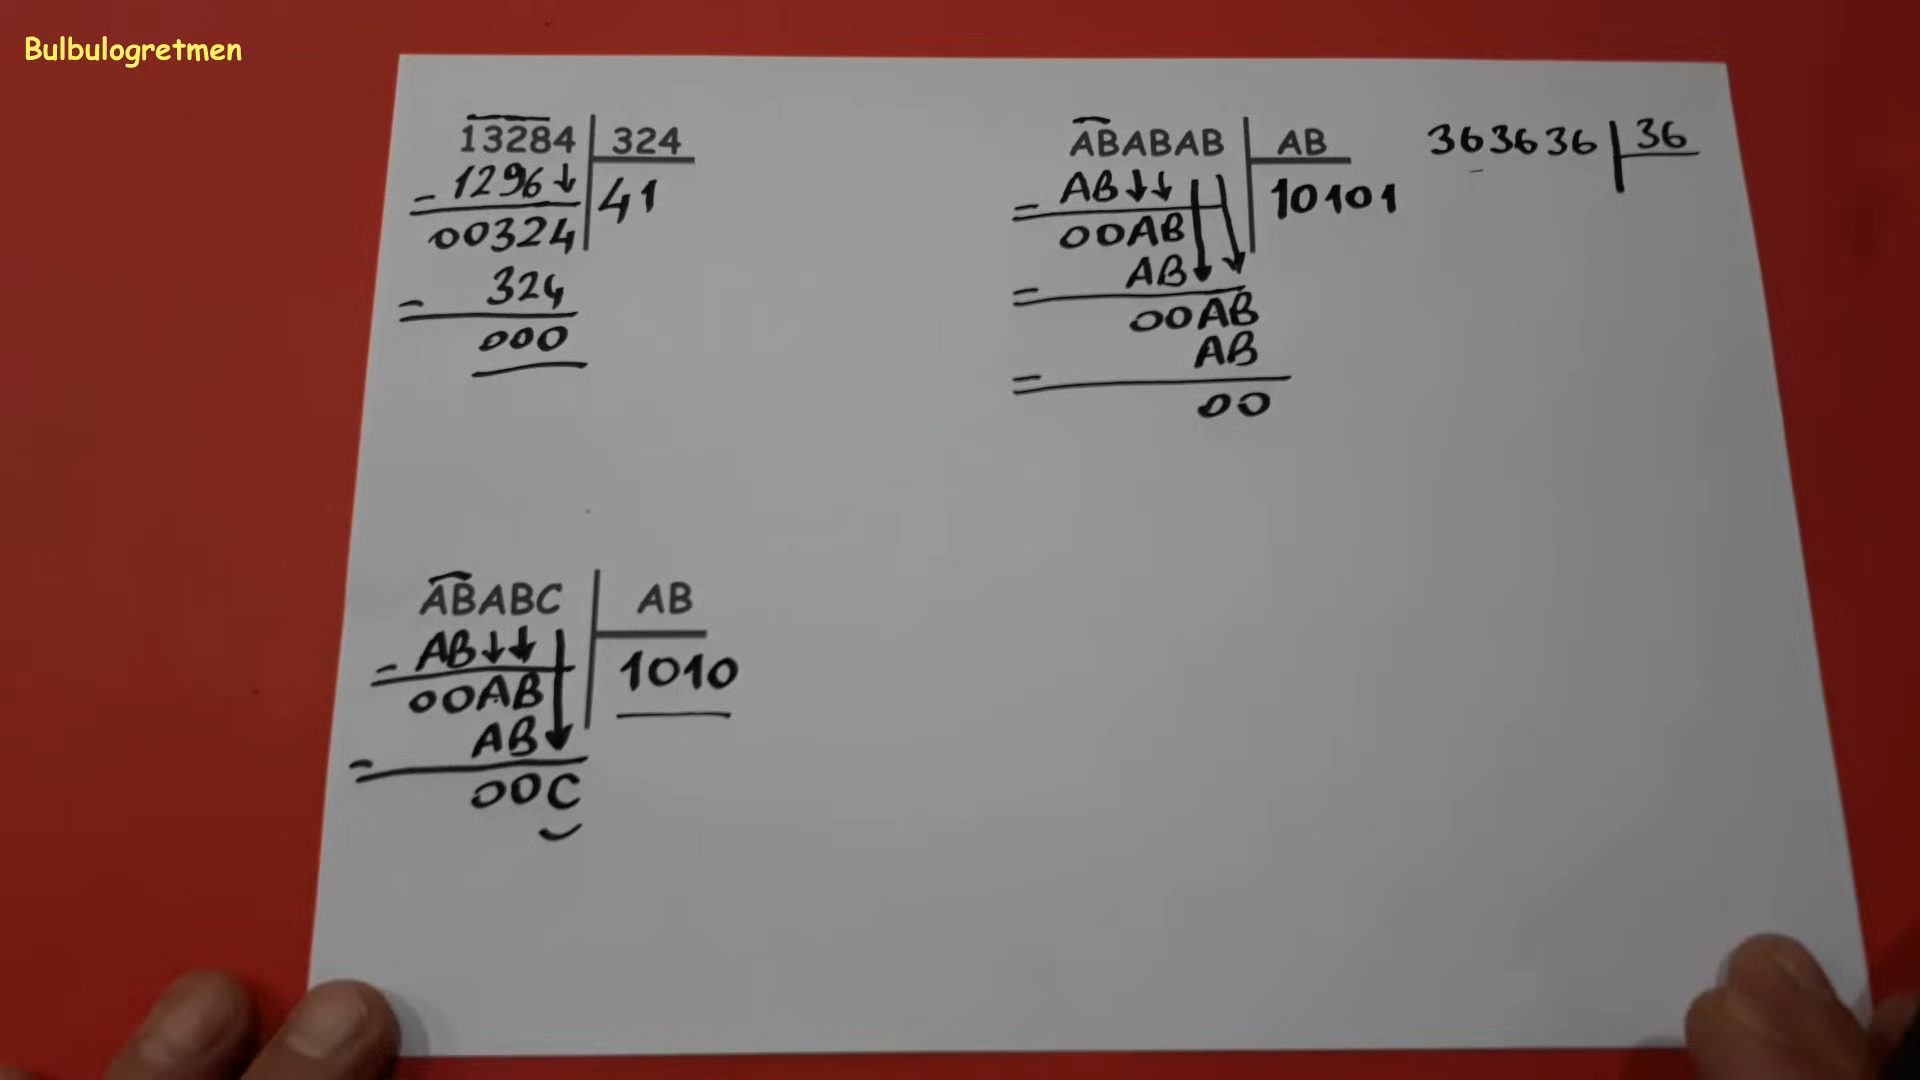 Bulbulogretmen
13284 324
- 1296 41
00324
- 324
000
ABABAB AB
- AB 10101
00AB
- AB
00AB
- AB
00
363636 36
ABABC AB
- AB 1010
00AB
- AB
00C